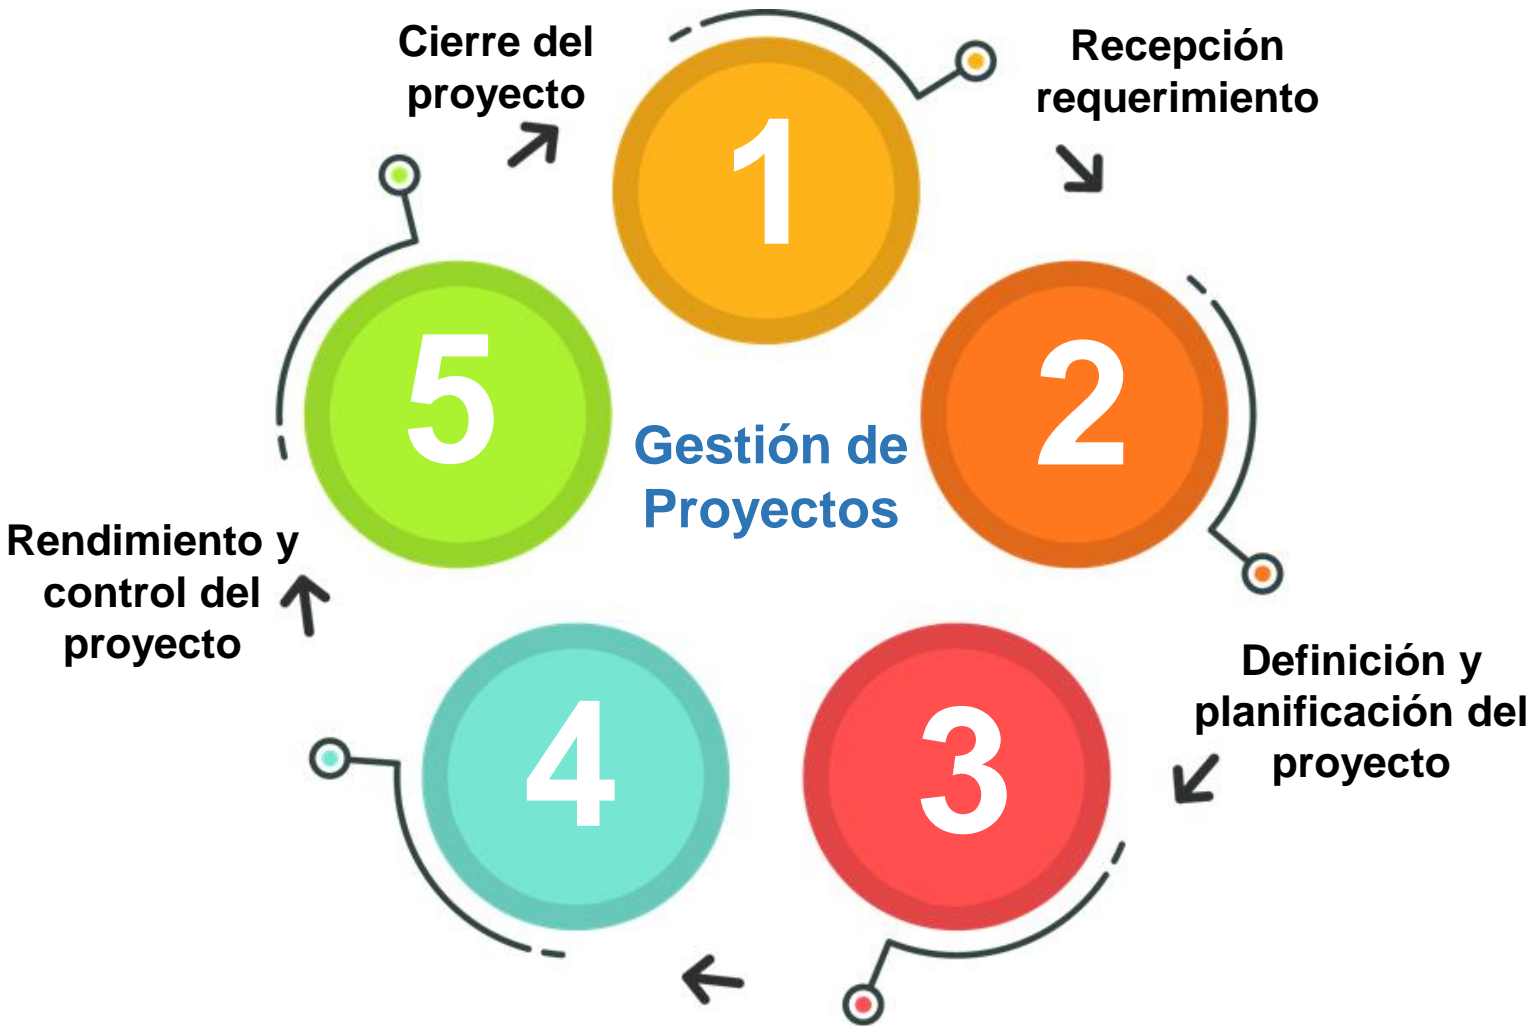 1
Recepción
requerimiento
2
Definición y
planificación del
proyecto
3
4
Rendimiento y
control del
proyecto
5
Cierre del
proyecto
Gestión de
Proyectos